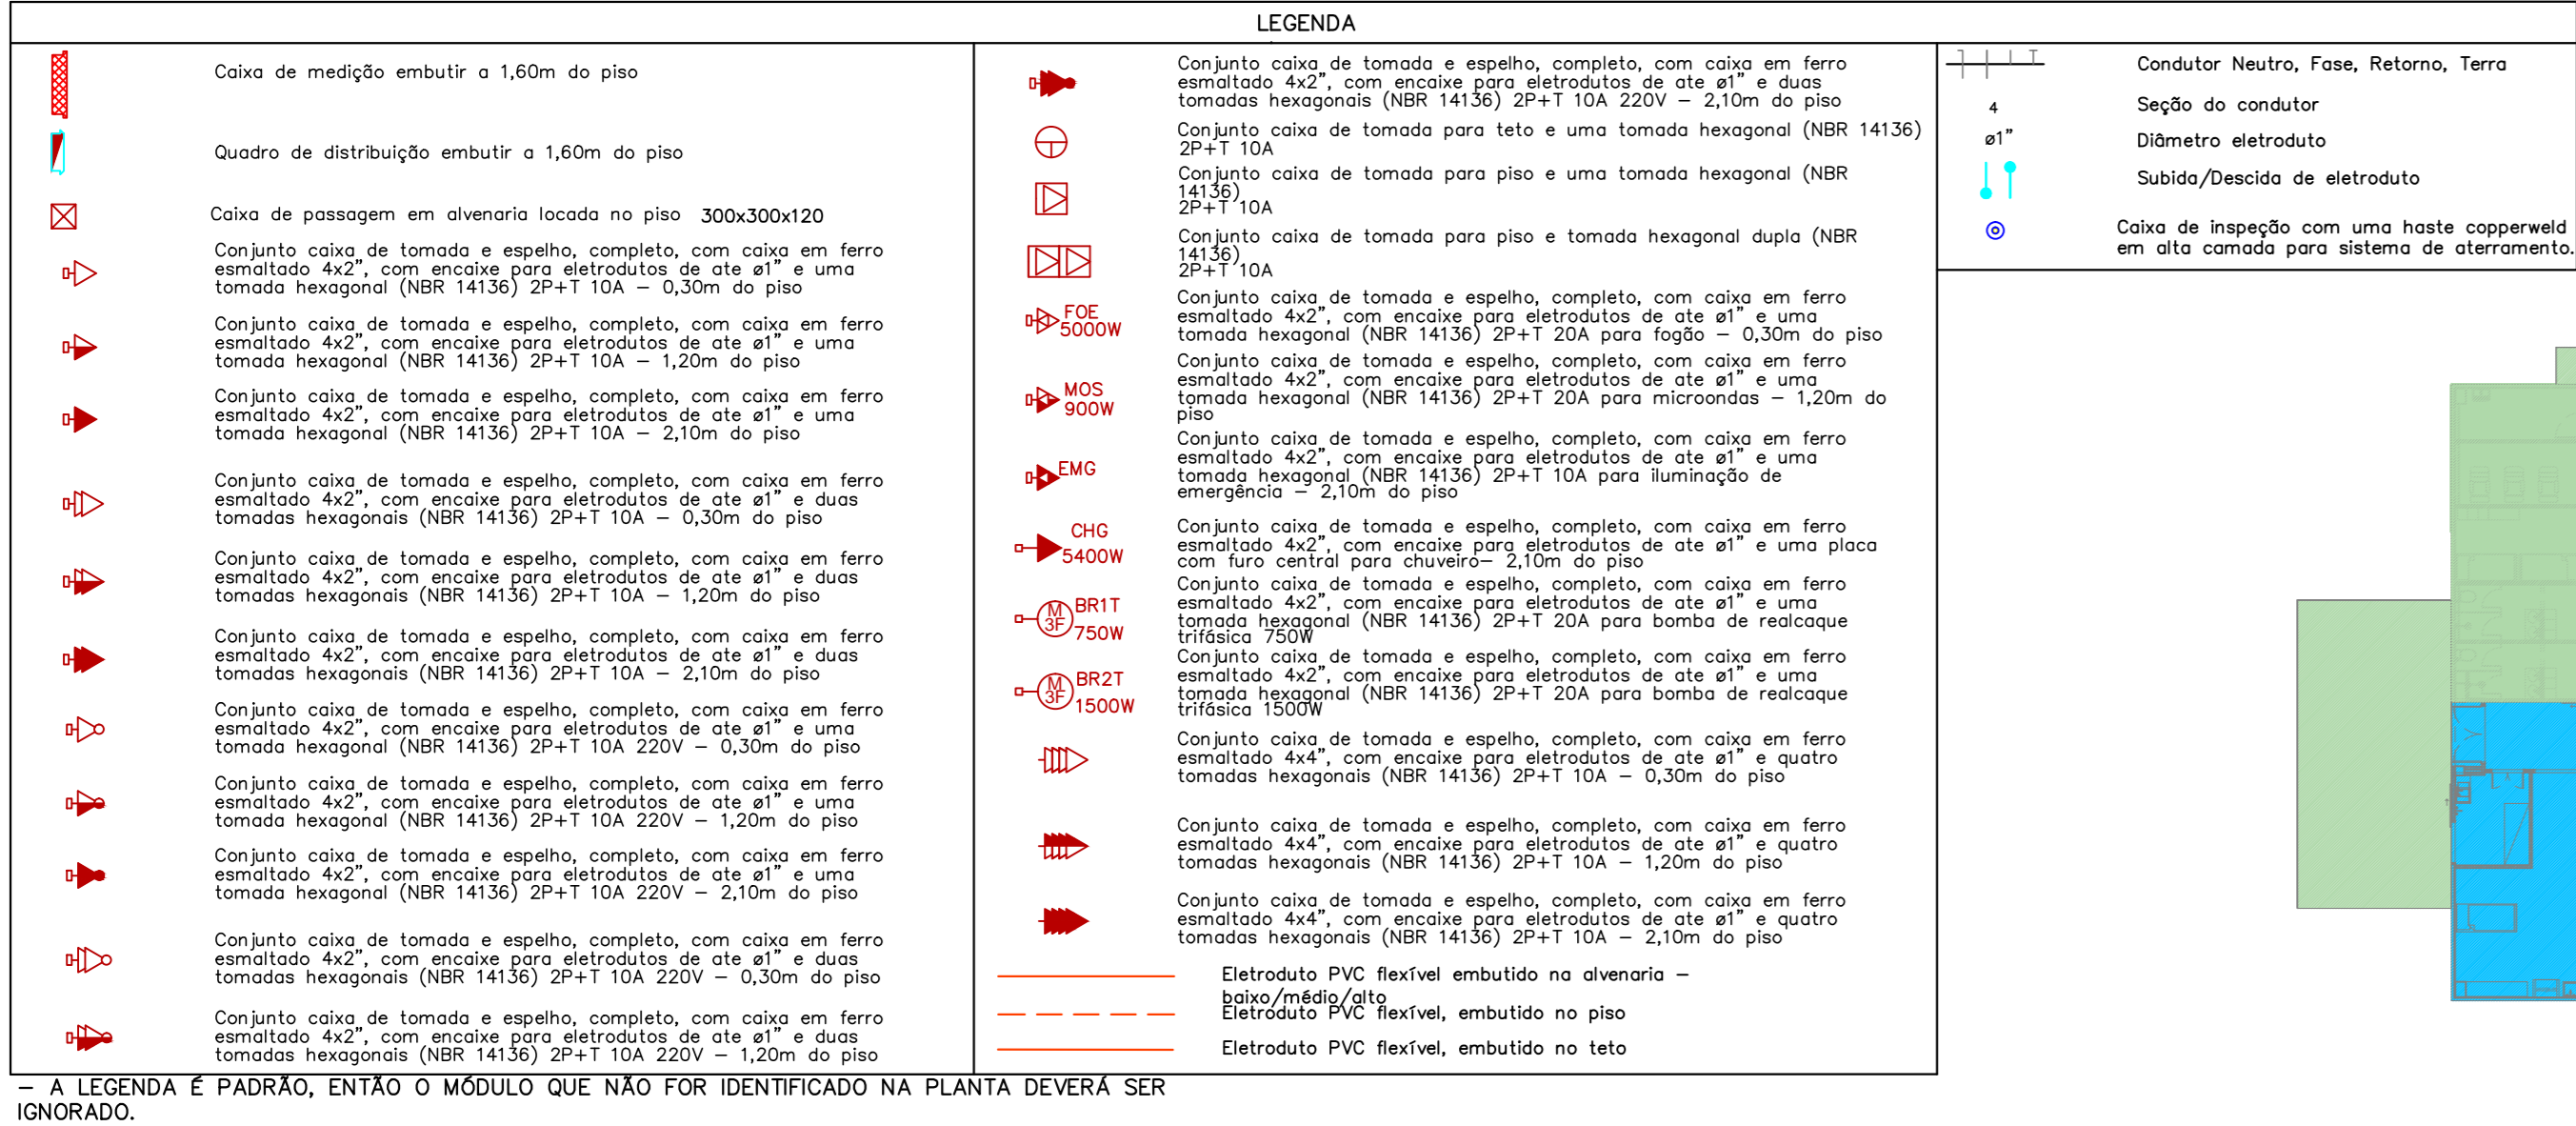 LEGENDA
Caixa de medição embutir a 1,60m do piso
Quadro de distribuição embutir a 1,60m do piso
Caixa de passagem em alvenaria locada no piso 300x300x120
Conjunto caixa de tomada e espelho, completo, com caixa em ferro
esmaltado 4x2”, com encaixe para eletrodutos de ate ø1” e uma
tomada hexagonal (NBR 14136) 2P+T 10A – 0,30m do piso
Conjunto caixa de tomada e espelho, completo, com caixa em ferro
esmaltado 4x2”, com encaixe para eletrodutos de ate ø1” e uma
tomada hexagonal (NBR 14136) 2P+T 10A – 1,20m do piso
Conjunto caixa de tomada e espelho, completo, com caixa em ferro
esmaltado 4x2”, com encaixe para eletrodutos de ate ø1” e uma
tomada hexagonal (NBR 14136) 2P+T 10A – 2,10m do piso
Conjunto caixa de tomada e espelho, completo, com caixa em ferro
esmaltado 4x2”, com encaixe para eletrodutos de ate ø1” e duas
tomadas hexagonais (NBR 14136) 2P+T 10A – 0,30m do piso
Conjunto caixa de tomada e espelho, completo, com caixa em ferro
esmaltado 4x2”, com encaixe para eletrodutos de ate ø1” e duas
tomadas hexagonais (NBR 14136) 2P+T 10A – 1,20m do piso
Conjunto caixa de tomada e espelho, completo, com caixa em ferro
esmaltado 4x2”, com encaixe para eletrodutos de ate ø1” e duas
tomadas hexagonais (NBR 14136) 2P+T 10A – 2,10m do piso
Conjunto caixa de tomada e espelho, completo, com caixa em ferro
esmaltado 4x2”, com encaixe para eletrodutos de ate ø1” e uma
tomada hexagonal (NBR 14136) 2P+T 10A 220V – 0,30m do piso
Conjunto caixa de tomada e espelho, completo, com caixa em ferro
esmaltado 4x2”, com encaixe para eletrodutos de ate ø1” e uma
tomada hexagonal (NBR 14136) 2P+T 10A 220V – 1,20m do piso
Conjunto caixa de tomada e espelho, completo, com caixa em ferro
esmaltado 4x2”, com encaixe para eletrodutos de ate ø1” e uma
tomada hexagonal (NBR 14136) 2P+T 10A 220V – 2,10m do piso
Conjunto caixa de tomada e espelho, completo, com caixa em ferro
esmaltado 4x2”, com encaixe para eletrodutos de ate ø1” e duas
tomadas hexagonais (NBR 14136) 2P+T 10A 220V – 0,30m do piso
Conjunto caixa de tomada e espelho, completo, com caixa em ferro
esmaltado 4x2”, com encaixe para eletrodutos de ate ø1” e duas
tomadas hexagonais (NBR 14136) 2P+T 10A 220V – 1,20m do piso
Conjunto caixa de tomada e espelho, completo, com caixa em ferro
esmaltado 4x2”, com encaixe para eletrodutos de ate ø1” e duas
tomadas hexagonais (NBR 14136) 2P+T 10A 220V – 2,10m do piso
Conjunto caixa de tomada para teto e uma tomada hexagonal (NBR 14136)
2P+T 10A
Conjunto caixa de tomada para piso e uma tomada hexagonal (NBR
14136)
2P+T 10A
Conjunto caixa de tomada para piso e tomada hexagonal dupla (NBR
14136)
2P+T 10A
FOE
5000W
Conjunto caixa de tomada e espelho, completo, com caixa em ferro
esmaltado 4x2”, com encaixe para eletrodutos de ate ø1” e uma
tomada hexagonal (NBR 14136) 2P+T 20A para fogão – 0,30m do piso
MOS
900W
Conjunto caixa de tomada e espelho, completo, com caixa em ferro
esmaltado 4x2”, com encaixe para eletrodutos de ate ø1” e uma
tomada hexagonal (NBR 14136) 2P+T 20A para microondas – 1,20m do
piso
EMG
Conjunto caixa de tomada e espelho, completo, com caixa em ferro
esmaltado 4x2”, com encaixe para eletrodutos de ate ø1” e uma
tomada hexagonal (NBR 14136) 2P+T 10A para iluminação de
emergência – 2,10m do piso
CHG
5400W
Conjunto caixa de tomada e espelho, completo, com caixa em ferro
esmaltado 4x2”, com encaixe para eletrodutos de ate ø1” e uma placa
com furo central para chuveiro– 2,10m do piso
M
3F
BR1T
750W
Conjunto caixa de tomada e espelho, completo, com caixa em ferro
esmaltado 4x2”, com encaixe para eletrodutos de ate ø1” e uma
tomada hexagonal (NBR 14136) 2P+T 20A para bomba de realcaque
trifásica 750W
M
3F
BR2T
1500W
Conjunto caixa de tomada e espelho, completo, com caixa em ferro
esmaltado 4x2”, com encaixe para eletrodutos de ate ø1” e uma
tomada hexagonal (NBR 14136) 2P+T 20A para bomba de realcaque
trifásica 1500W
Conjunto caixa de tomada e espelho, completo, com caixa em ferro
esmaltado 4x4”, com encaixe para eletrodutos de ate ø1” e quatro
tomadas hexagonais (NBR 14136) 2P+T 10A – 0,30m do piso
Conjunto caixa de tomada e espelho, completo, com caixa em ferro
esmaltado 4x4”, com encaixe para eletrodutos de ate ø1” e quatro
tomadas hexagonais (NBR 14136) 2P+T 10A – 1,20m do piso
Conjunto caixa de tomada e espelho, completo, com caixa em ferro
esmaltado 4x4”, com encaixe para eletrodutos de ate ø1” e quatro
tomadas hexagonais (NBR 14136) 2P+T 10A – 2,10m do piso
Eletroduto PVC flexível embutido na alvenaria –
baixo/médio/alto
Eletroduto PVC flexível, embutido no piso
Eletroduto PVC flexível, embutido no teto
Condutor Neutro, Fase, Retorno, Terra
4 Seção do condutor
ø1” Diâmetro eletroduto
Subida/Descida de eletroduto
Caixa de inspeção com uma haste copperweld
em alta camada para sistema de aterramento.
– A LEGENDA É PADRÃO, ENTÃO O MÓDULO QUE NÃO FOR IDENTIFICADO NA PLANTA DEVERÁ SER
IGNORADO.